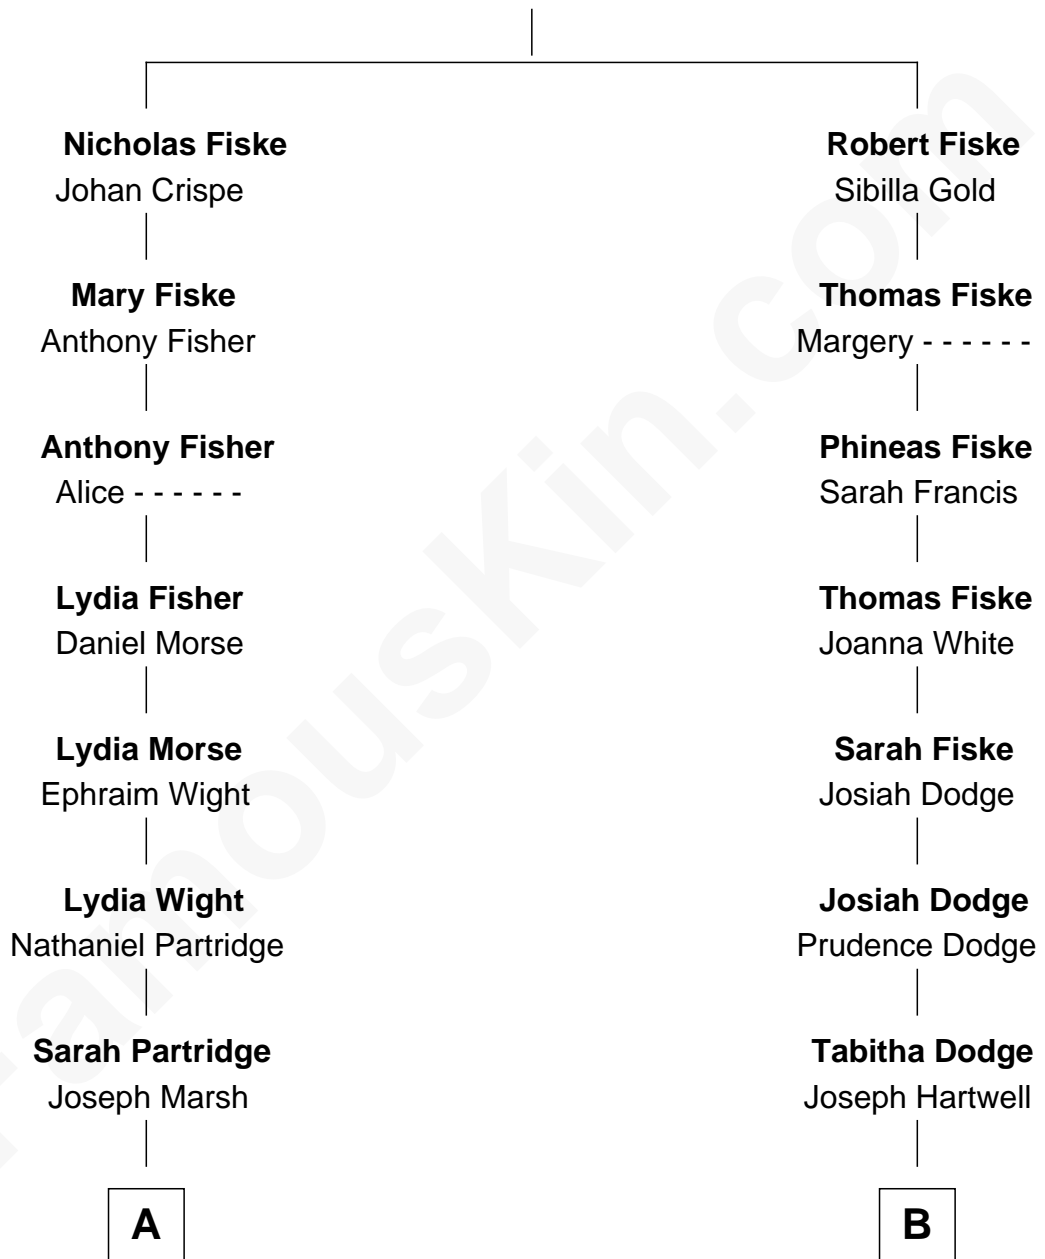 Nicholas Fiske
Johan Crispe
Mary Fiske
Anthony Fisher
Anthony Fisher
Alice - - - - - -
Lydia Fisher
Daniel Morse
Lydia Morse
Ephraim Wight
Lydia Wight
Nathaniel Partridge
Sarah Partridge
Joseph Marsh
A
Robert Fiske
Sibilla Gold
Thomas Fiske
Margery - - - - - -
Phineas Fiske
Sarah Francis
Thomas Fiske
Joanna White
Sarah Fiske
Josiah Dodge
Josiah Dodge
Prudence Dodge
Tabitha Dodge
Joseph Hartwell
B
FamousKin.com